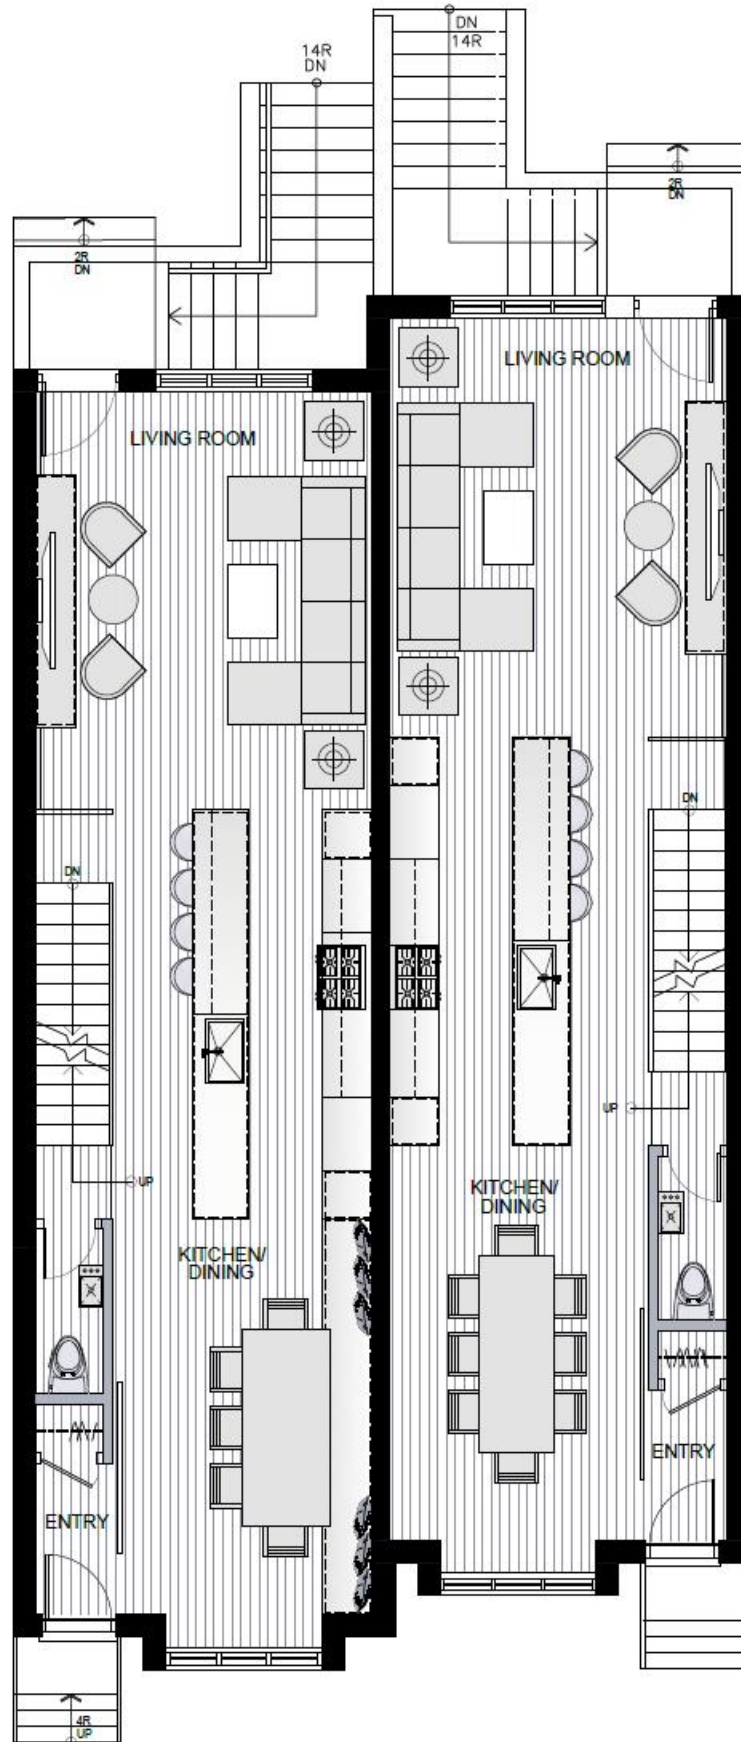 DN
14R
14R
DN
2R
DN
2R
DN
LIVING ROOM
LIVING ROOM
DN
DN
UP
UP
KITCHEN/
DINING
KITCHEN/
DINING
ENTRY
ENTRY
4R
UP